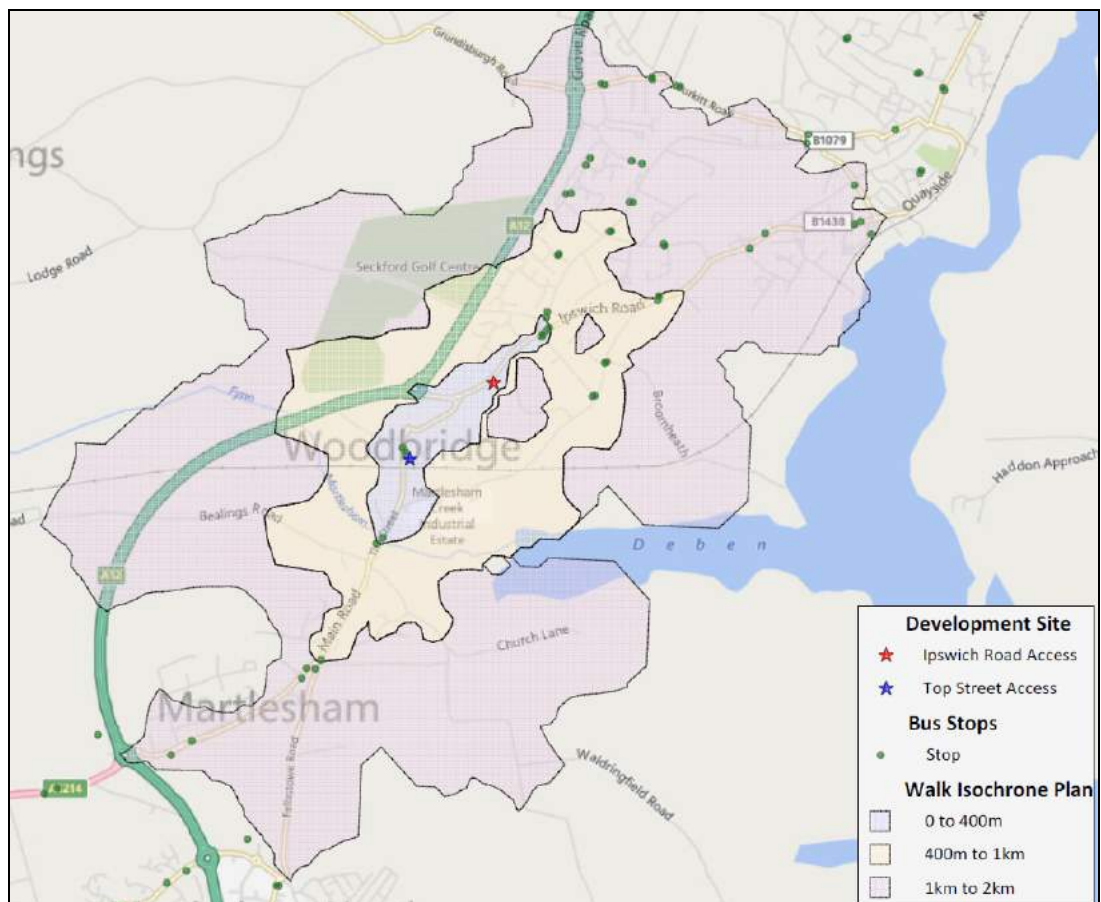 Grundisburgh Road
Grove Road
Burkitt Road
B1079
Quayside
ngs
B1438
A12
Lodge Road
Seckford Golf Centre
Ipswich Road
Fynn
Broomheath
Woodbridge
Haddon Approach
Martlesham
Creek
Industrial
Estate
Bealings Road
Top Street
oad
D e b e n
A12
Main Road
Church Lane
Martlesham
Felixstowe Road
Waldringfield Road
Development Site
Ipswich Road Access
Top Street Access
Bus Stops
Stop
Walk Isochrone Plan
0 to 400m
400m to 1km
1km to 2km